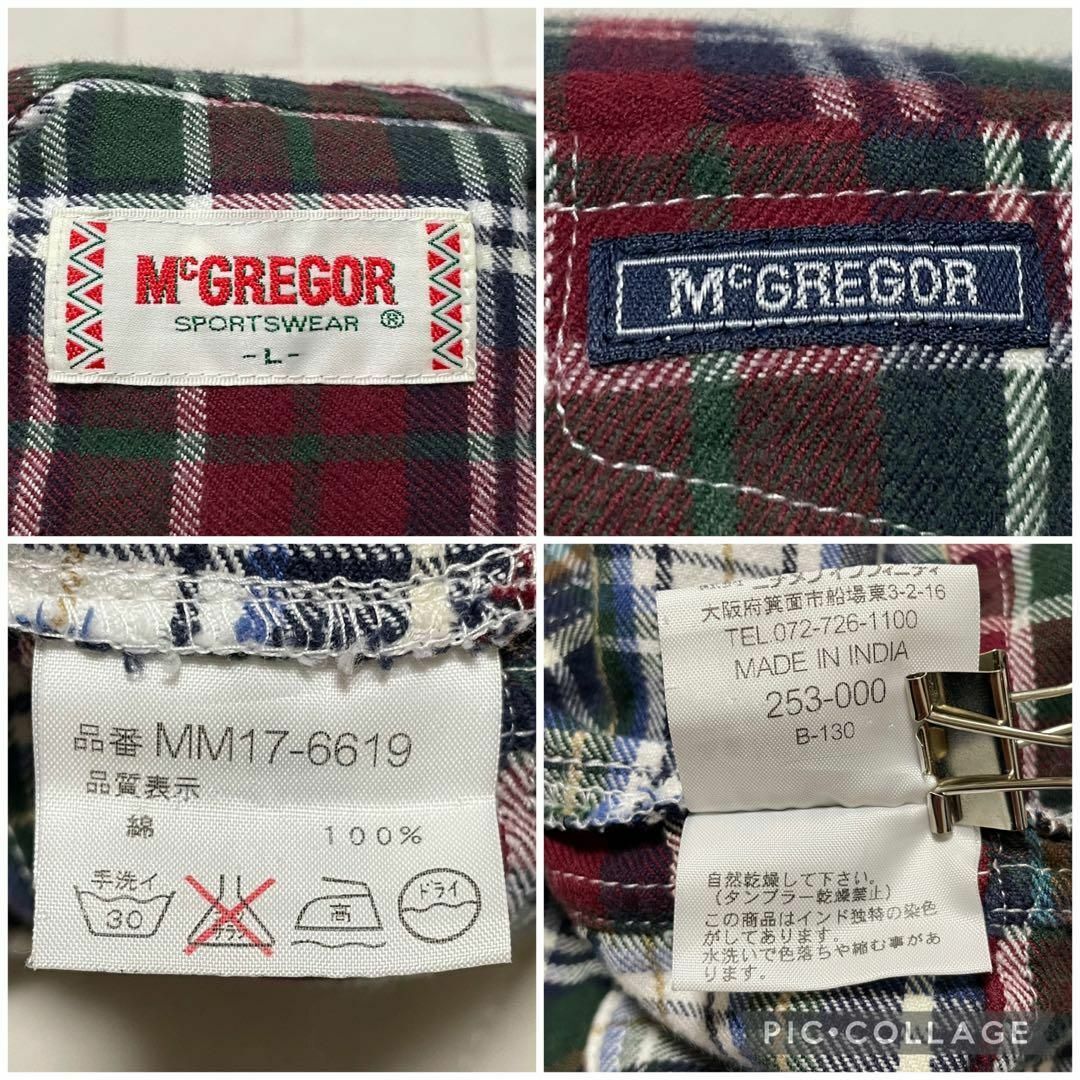 McGREGOR
SPORTSWEAR ®
-L-
McGREGOR
品番 MM17-6619
品質表示
綿 100%
手洗イ
30
高
ドライ
大阪府箕面市船場東3-2-16
TEL.072-726-1100
MADE IN INDIA
253-000
B-130
自然乾燥して下さい。
(タンブラー乾燥禁止)
この商品はインド独特の染色
がしてあります。
水洗いで色落ちや縮む事があ
ります。
PIC•COLLAGE